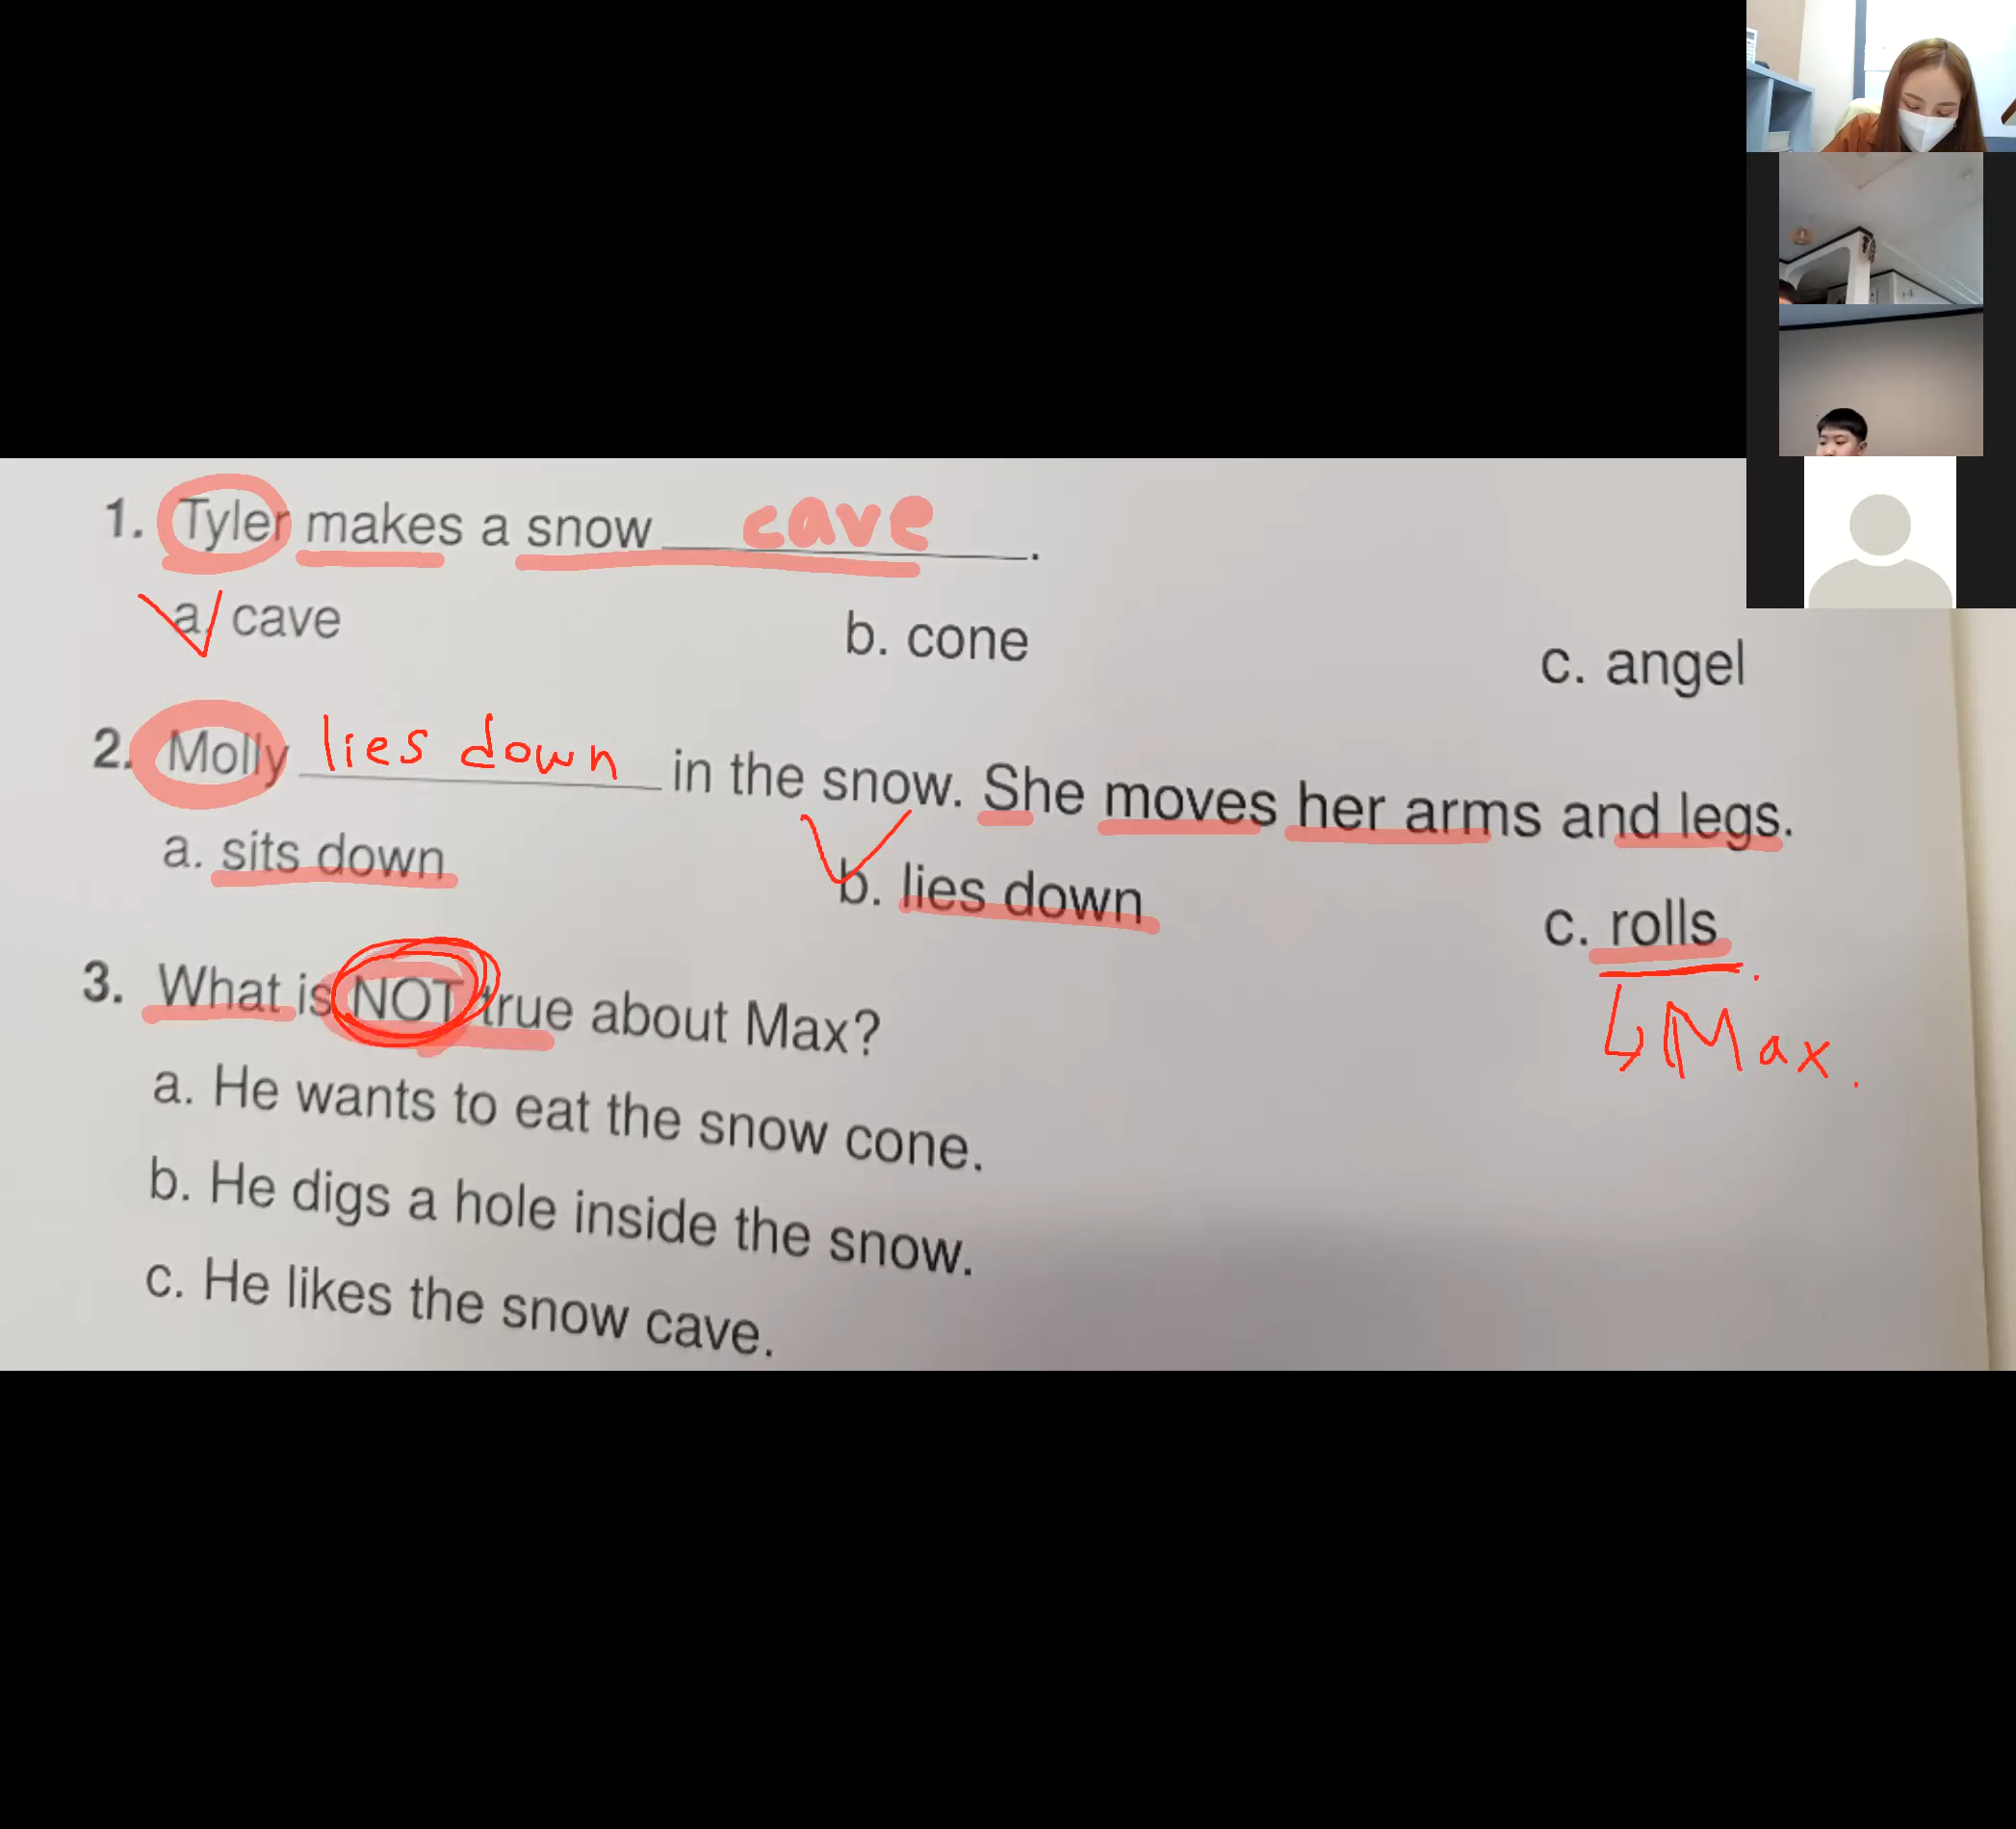 1. Tyler makes a snow cave.
a. cave b. cone c. angel
2. Molly lies down in the snow. She moves her arms and legs.
a. sits down b. lies down c. rolls
Max.
3. What is NOT true about Max?
a. He wants to eat the snow cone.
b. He digs a hole inside the snow.
c. He likes the snow cave.